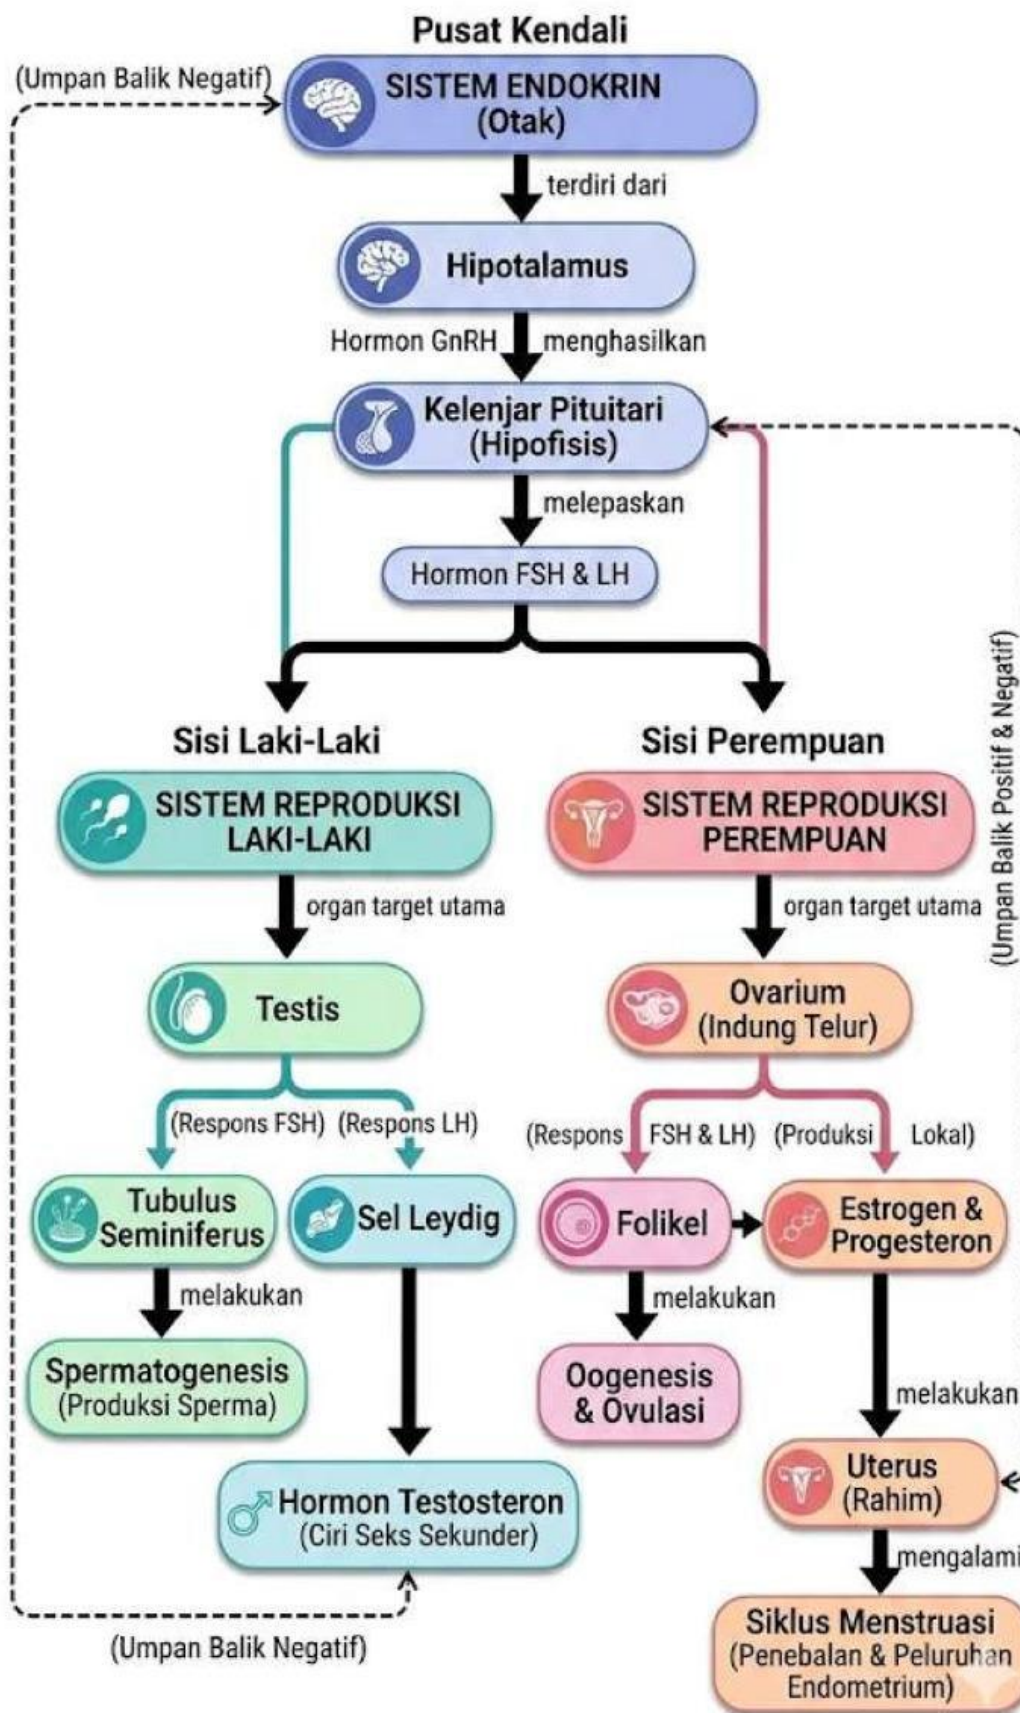 Pusat Kendali
(Umpan Balik Negatif)
SISTEM ENDOKRIN
(Otak)
terdiri dari
Hipotalamus
Hormon GnRH
menghasilkan
Kelenjar Pituitari
(Hipofisis)
melepaskan
Hormon FSH & LH
(Umpan Balik Positif & Negatif)
Sisi Laki-Laki
SISTEM REPRODUKSI
LAKI-LAKI
organ target utama
Testis
(Respons FSH)
(Respons LH)
Tubulus
Seminiferus
Sel Leydig
melakukan
Spermatogenesis
(Produksi Sperma)
Hormon Testosteron
(Ciri Seks Sekunder)
(Umpan Balik Negatif)
Sisi Perempuan
SISTEM REPRODUKSI
PEREMPUAN
organ target utama
Ovarium
(Indung Telur)
(Respons FSH & LH)
(Produksi Lokal)
Folikel
Estrogen &
Progesteron
melakukan
Oogenesis
& Ovulasi
melakukan
Uterus
(Rahim)
mengalami
Siklus Menstruasi
(Penebalan & Peluruhan
Endometrium)